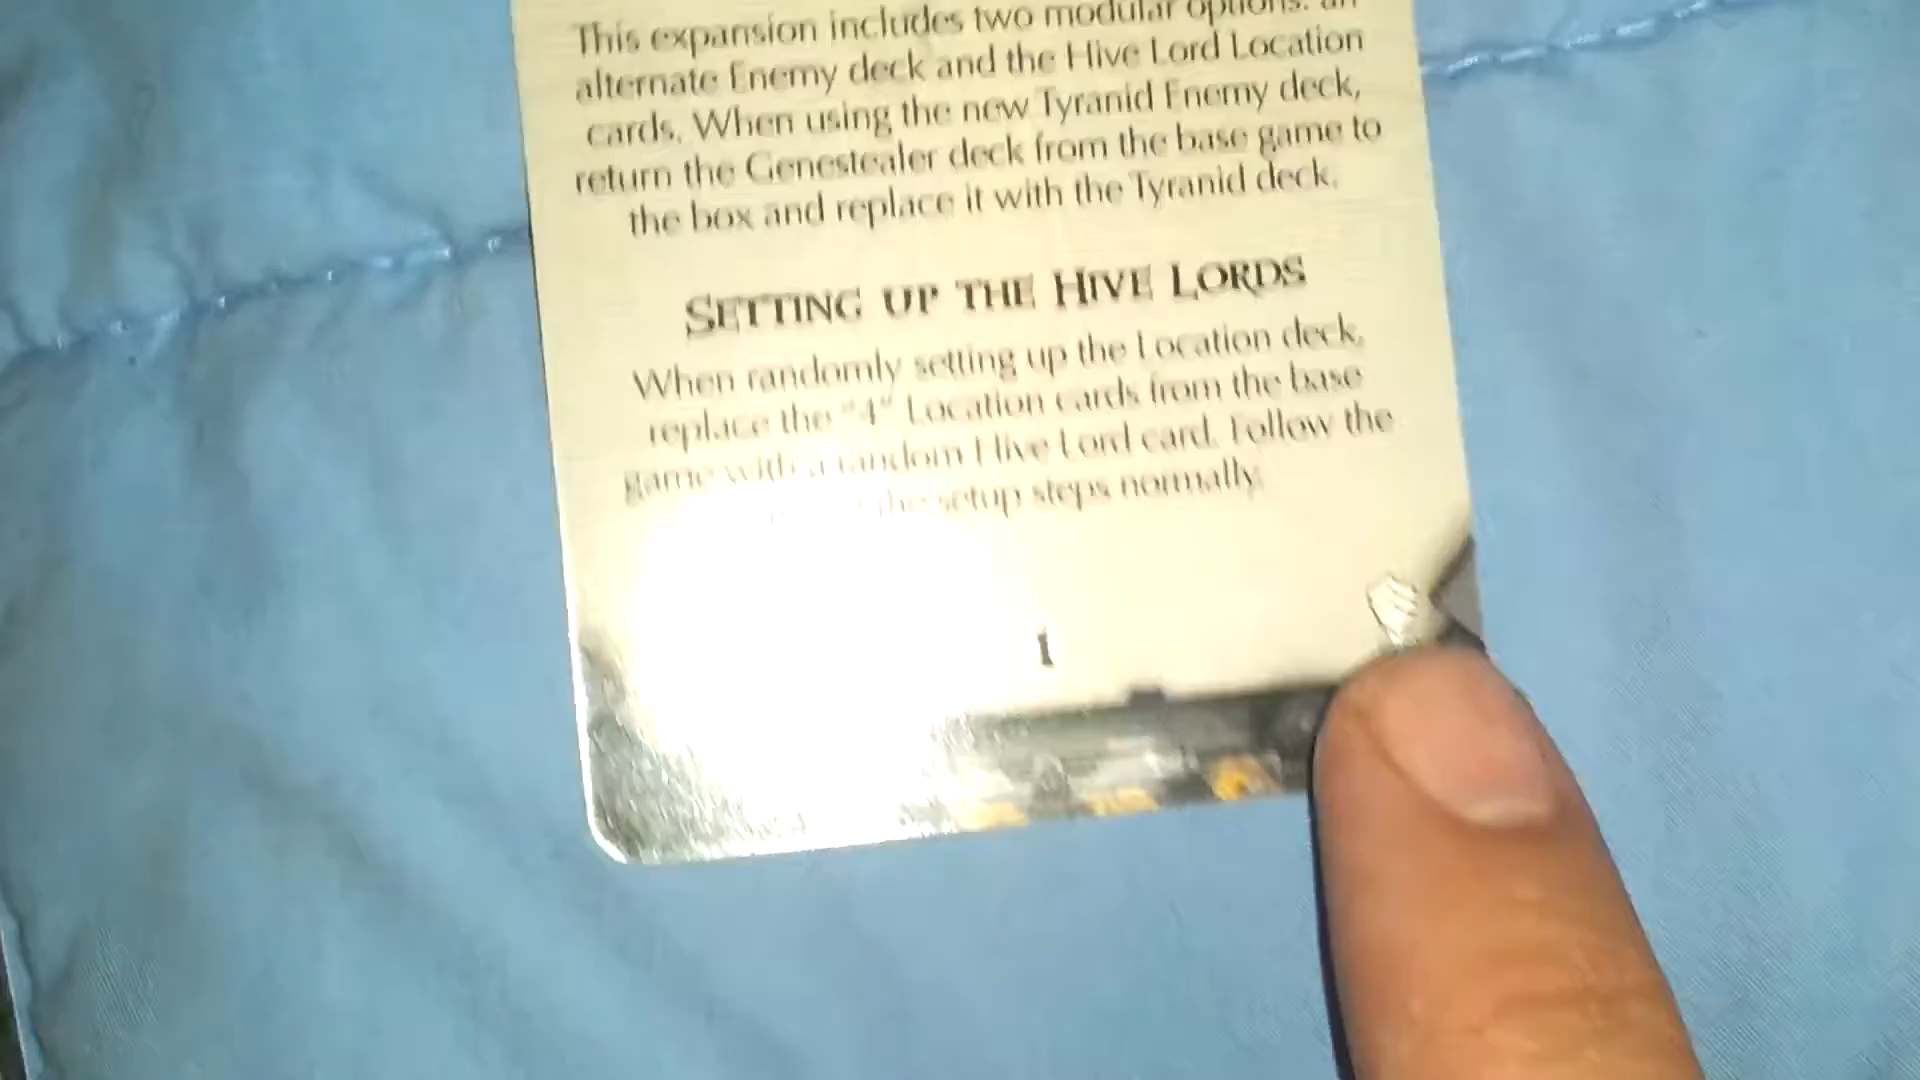 This expansion includes two modular options: an
alternate Enemy deck and the Hive Lord Location
cards. When using the new Tyranid Enemy deck,
return the Genestealer deck from the base game to
the box and replace it with the Tyranid deck.
SETTING UP THE HIVE LORDS
When randomly setting up the Location deck,
replace the "4" Location cards from the base
game with a random Hive Lord card. Follow the
the setup steps normally.
1